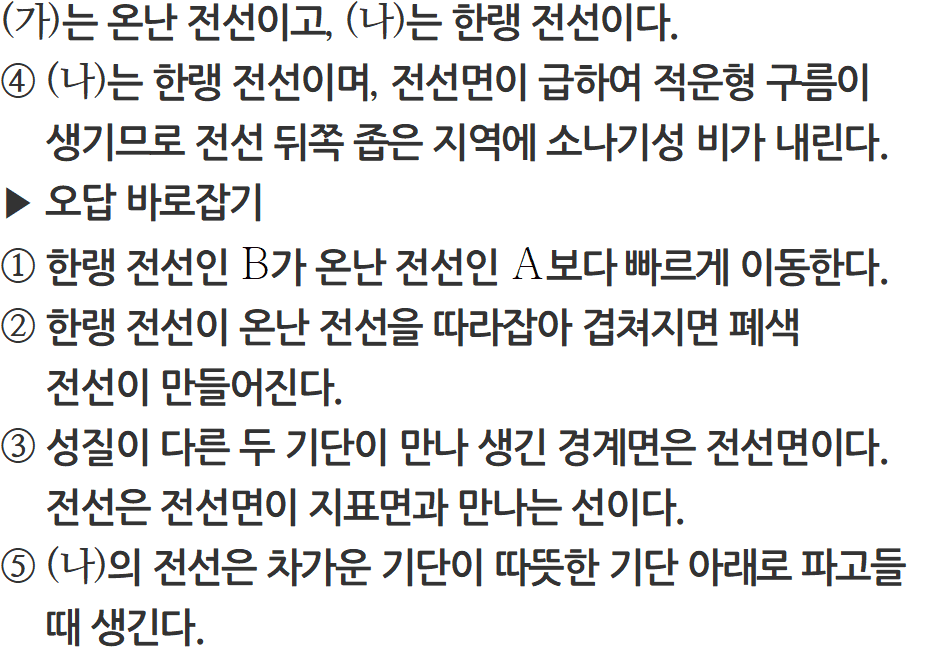 (가)는 온난 전선이고, (나)는 한랭 전선이다.
④ (나)는 한랭 전선이며, 전선면이 급하여 적운형 구름이
생기므로 전선 뒤쪽 좁은 지역에 소나기성 비가 내린다.
▶ 오답 바로잡기
① 한랭 전선인 B가 온난 전선인 A보다 빠르게 이동한다.
② 한랭 전선이 온난 전선을 따라잡아 겹쳐지면 폐색
전선이 만들어진다.
③ 성질이 다른 두 기단이 만나 생긴 경계면은 전선면이다.
전선은 전선면이 지표면과 만나는 선이다.
⑤ (나)의 전선은 차가운 기단이 따뜻한 기단 아래로 파고들
때 생긴다.